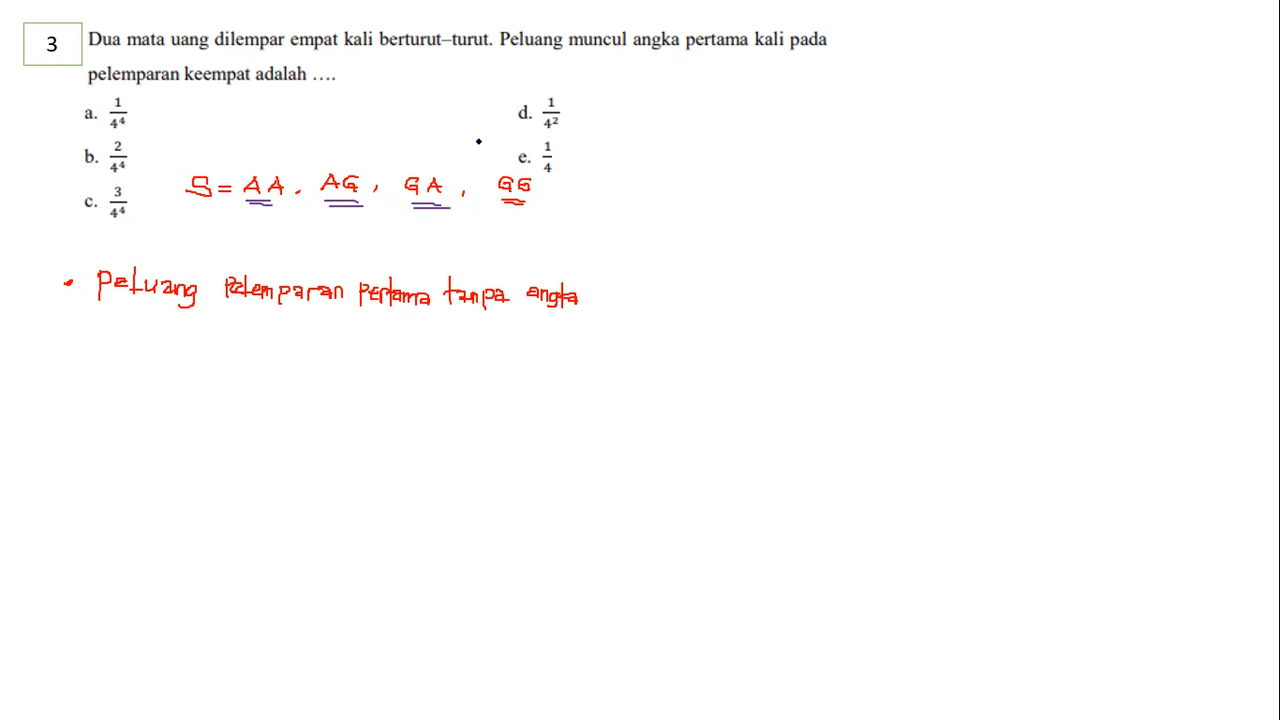 3
Dua mata uang dilempar empat kali berturut–turut. Peluang muncul angka pertama kali pada
pelemparan keempat adalah ….
a. 1/4⁴
b. 2/4⁴
c. 3/4⁴
d. 1/4²
e. 1/4
S = AA . AG , GA , GG
• Peluang Pelemparan pertama tanpa angka